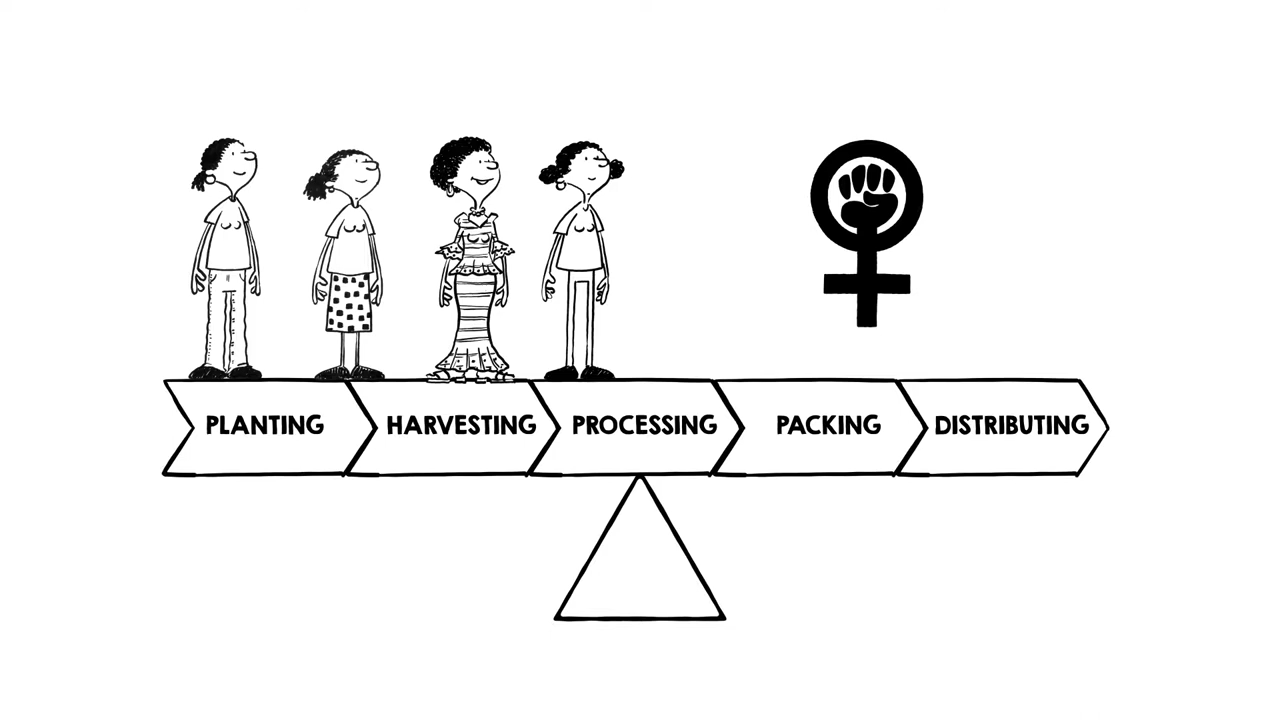 PLANTING
HARVESTING
PROCESSING
PACKING
DISTRIBUTING